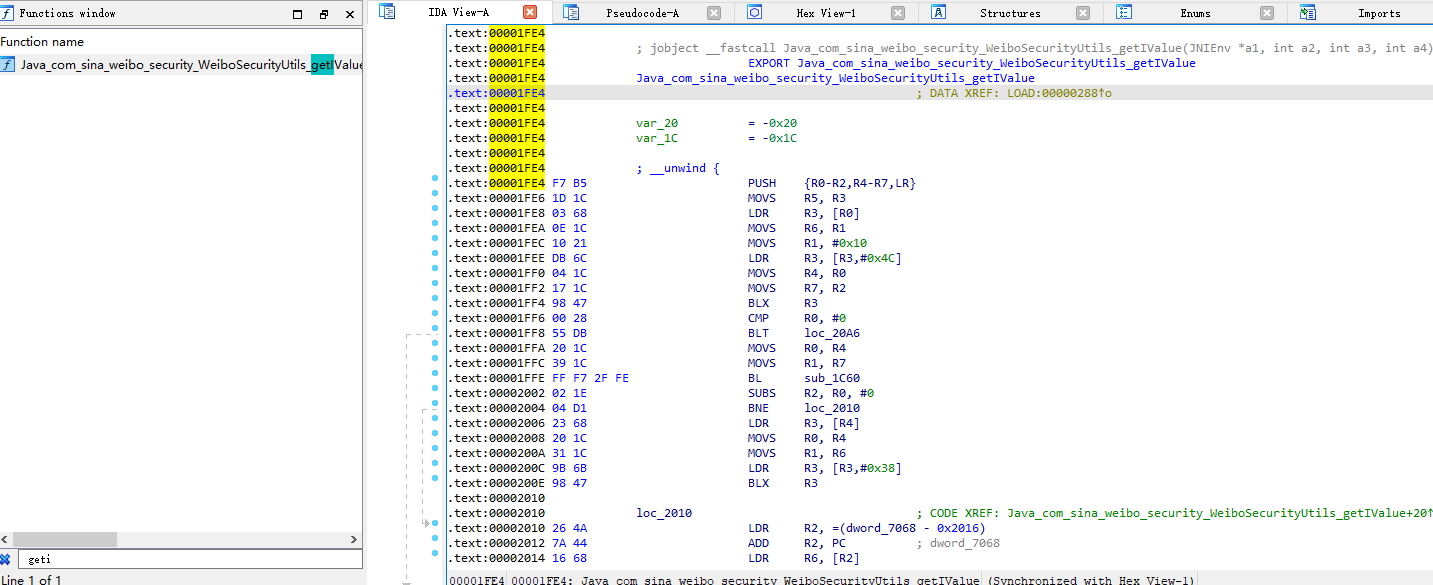 Functions window
Function name
Java_com_sina_weibo_security_WeiboSecurityUtils_getIValue
geti
Line 1 of 1
IDA View-A
Pseudocode-A
Hex View-1
Structures
Enums
Imports
.text:00001FE4
.text:00001FE4 ; jobject __fastcall Java_com_sina_weibo_security_WeiboSecurityUtils_getIValue(JNIEnv *a1, int a2, int a3, int a4)
.text:00001FE4 EXPORT Java_com_sina_weibo_security_WeiboSecurityUtils_getIValue
.text:00001FE4 Java_com_sina_weibo_security_WeiboSecurityUtils_getIValue
.text:00001FE4 ; DATA XREF: LOAD:00000288↑o
.text:00001FE4
.text:00001FE4 var_20 = -0x20
.text:00001FE4 var_1C = -0x1C
.text:00001FE4
.text:00001FE4 ; __unwind {
.text:00001FE4 F7 B5 PUSH {R0-R2,R4-R7,LR}
.text:00001FE6 1D 1C MOVS R5, R3
.text:00001FE8 03 68 LDR R3, [R0]
.text:00001FEA 0E 1C MOVS R6, R1
.text:00001FEC 10 21 MOVS R1, #0x10
.text:00001FEE DB 6C LDR R3, [R3,#0x4C]
.text:00001FF0 04 1C MOVS R4, R0
.text:00001FF2 17 1C MOVS R7, R2
.text:00001FF4 98 47 BLX R3
.text:00001FF6 00 28 CMP R0, #0
.text:00001FF8 55 DB BLT loc_20A6
.text:00001FFA 20 1C MOVS R0, R4
.text:00001FFC 39 1C MOVS R1, R7
.text:00001FFE FF F7 2F FE BL sub_1C60
.text:00002002 02 1E SUBS R2, R0, #0
.text:00002004 04 D1 BNE loc_2010
.text:00002006 23 68 LDR R3, [R4]
.text:00002008 20 1C MOVS R0, R4
.text:0000200A 31 1C MOVS R1, R6
.text:0000200C 9B 6B LDR R3, [R3,#0x38]
.text:0000200E 98 47 BLX R3
.text:00002010
.text:00002010 loc_2010 ; CODE XREF: Java_com_sina_weibo_security_WeiboSecurityUtils_getIValue+20↑
.text:00002010 26 4A LDR R2, =(dword_7068 - 0x2016)
.text:00002012 7A 44 ADD R2, PC ; dword_7068
.text:00002014 16 68 LDR R6, [R2]
00001FE4 00001FE4: Java_com_sina_weibo_security_WeiboSecurityUtils_getIValue (Synchronized with Hex View-1)